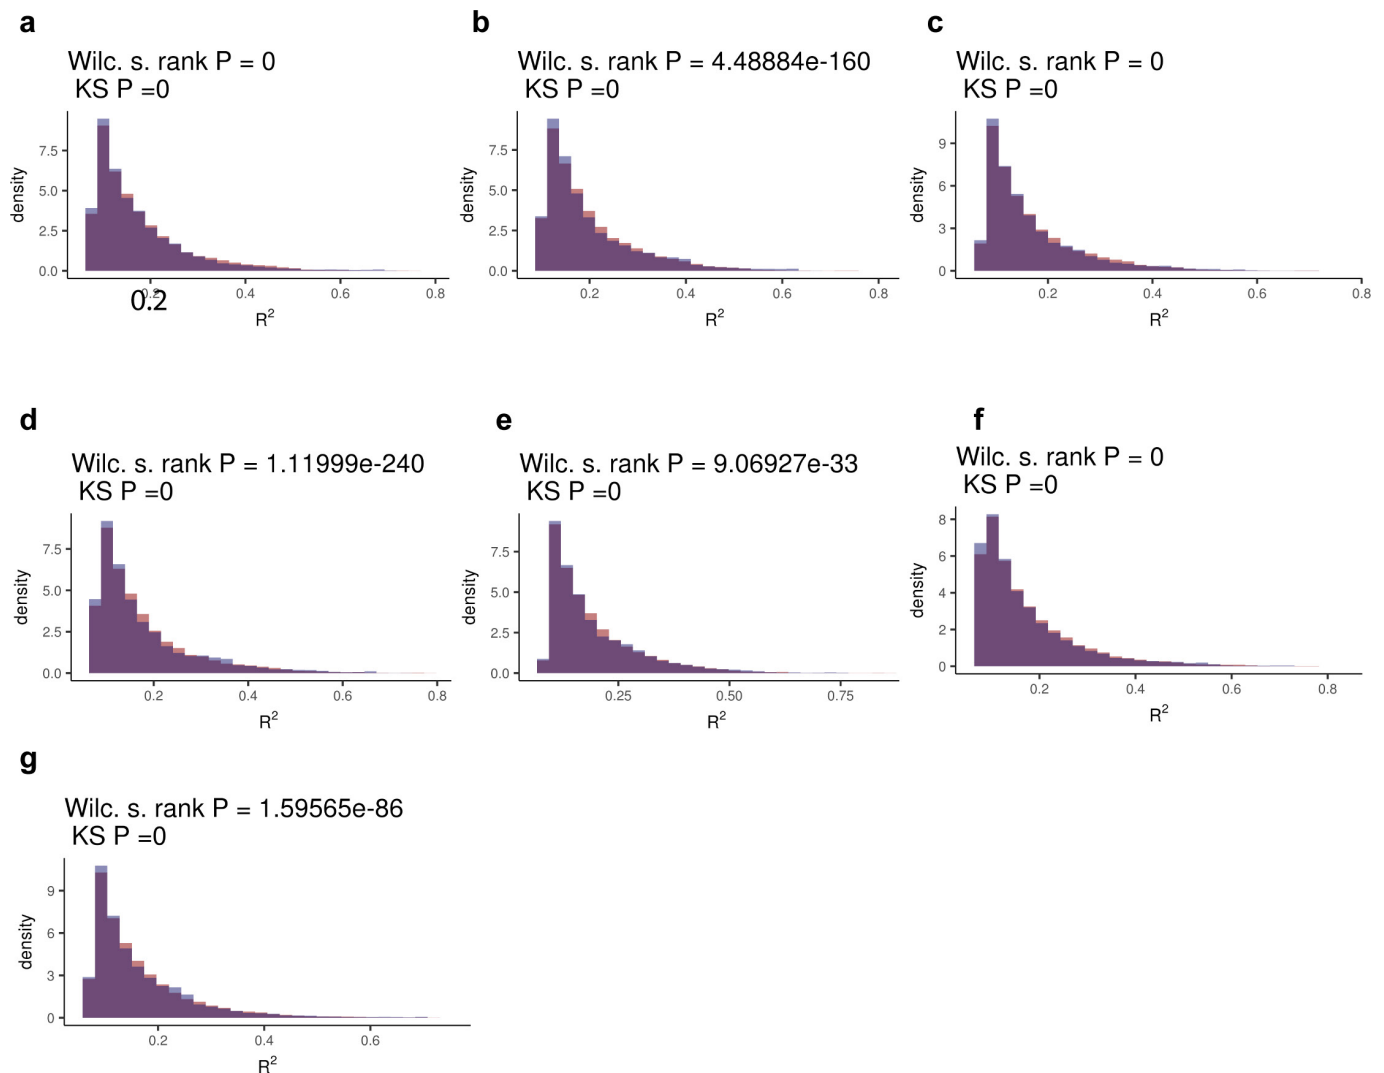 a
Wilc. s. rank P = 0
KS P =0
density
7.5
5.0
2.5
0.0
0.2
0.2
0.4
0.6
0.8
R²
b
Wilc. s. rank P = 4.48884e-160
KS P =0
density
7.5
5.0
2.5
0.0
0.2
0.4
0.6
0.8
R²
c
Wilc. s. rank P = 0
KS P =0
density
9
6
3
0
0.2
0.4
0.6
0.8
R²
d
Wilc. s. rank P = 1.11999e-240
KS P =0
density
7.5
5.0
2.5
0.0
0.2
0.4
0.6
0.8
R²
e
Wilc. s. rank P = 9.06927e-33
KS P =0
density
7.5
5.0
2.5
0.0
0.25
0.50
0.75
R²
f
Wilc. s. rank P = 0
KS P =0
density
8
6
4
2
0
0.2
0.4
0.6
0.8
R²
g
Wilc. s. rank P = 1.59565e-86
KS P =0
density
9
6
3
0
0.2
0.4
0.6
R²